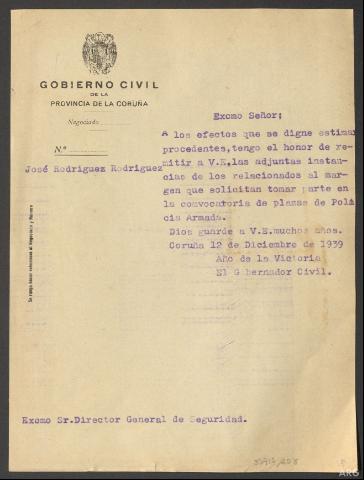 GOBIERNO CIVIL
DE LA
PROVINCIA DE LA CORUÑA
Negociado
N.º
José Rodriguez Rodriguez
Excmo Señor;
A los efectos que se digne estimar
procedentes,tengo el honor de re-
mitir a V.E,las adjuntas instan-
cias de los relacionados al mar-
gen que solicitan tomar parte en
la convocatoria de plazas de Poli
cia Armada.
Dios guarde a V.E.muchos años.
Coruña 12 de Diciembre de 1939
Año de la Victoria
El Gobernador Civil.
Excmo Sr.Director General de Seguridad.
ARG